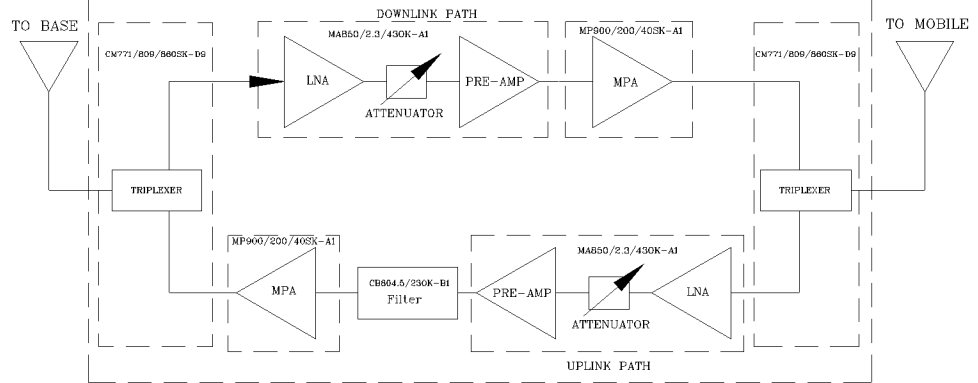 DOWNLINK PATH
TO BASE
TO MOBILE
CM771/809/860SK-D9
MA850/2.3/430K-A1
MP900/200/40SK-A1
CM771/809/860SK-D9
LNA
ATTENUATOR
PRE-AMP
MPA
TRIPLEXER
TRIPLEXER
MP900/200/40SK-A1
MA850/2.3/430K-A1
MPA
CB804.5/230K-B1
Filter
PRE-AMP
ATTENUATOR
LNA
UPLINK PATH